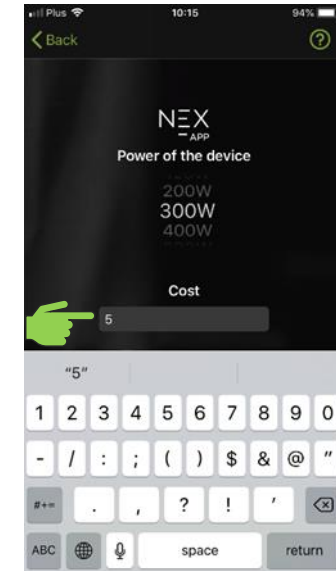 Plus 10:15 94%
Back ?
NEX
APP
Power of the device
200W
300W
400W
Cost
5
“5”
1 2 3 4 5 6 7 8 9 0
- / : ; ( ) $ & @ "
#+= . , ? ! ' 
ABC space return